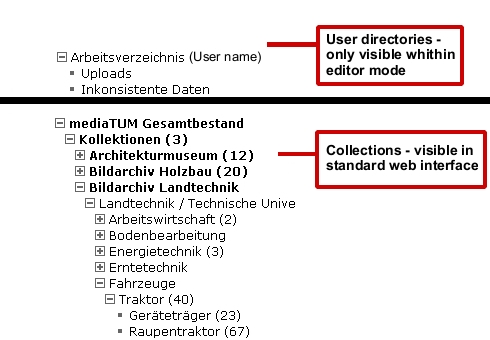 Arbeitsverzeichnis (User name)
Uploads
Inkonsistente Daten
User directories -
only visible whithin
editor mode
mediaTUM Gesamtbestand
Kollektionen (3)
Architekturmuseum (12)
Bildarchiv Holzbau (20)
Bildarchiv Landtechnik
Landtechnik / Technische Unive
Arbeitswirtschaft (2)
Bodenbearbeitung
Energietechnik (3)
Erntetechnik
Fahrzeuge
Traktor (40)
Geräteträger (23)
Raupentraktor (67)
Collections - visible in
standard web interface